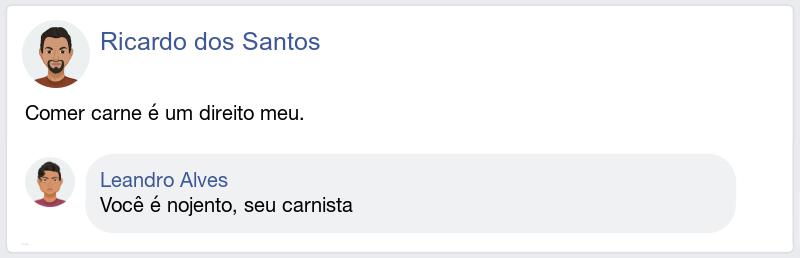 Ricardo dos Santos
Comer carne é um direito meu.
Leandro Alves
Você é nojento, seu carnista